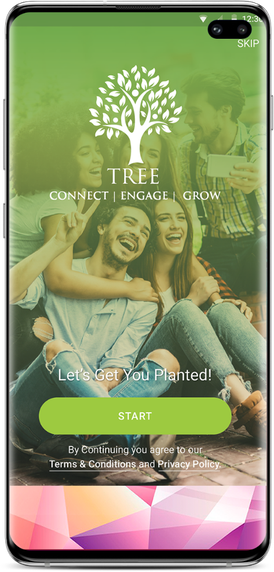 12:30
SKIP
TREE
CONNECT | ENGAGE | GROW
Let's Get You Planted!
START
By Continuing you agree to our
Terms & Conditions and Privacy Policy.